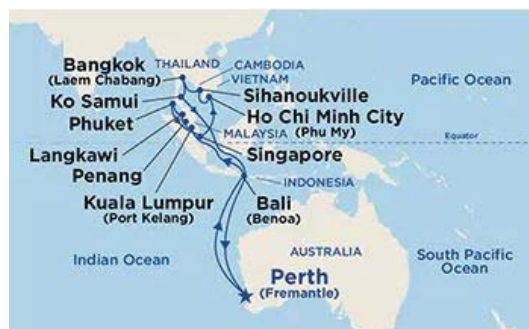 Bangkok
(Laem Chabang)
THAILAND
CAMBODIA
VIETNAM
Pacific Ocean
Ko Samui
Sihanoukville
Phuket
Ho Chi Minh City
(Phu My)
MALAYSIA
Equator
Langkawi
Singapore
Penang
Kuala Lumpur
(Port Kelang)
INDONESIA
Bali
(Benoa)
Indian Ocean
AUSTRALIA
South Pacific
Ocean
Perth
(Fremantle)